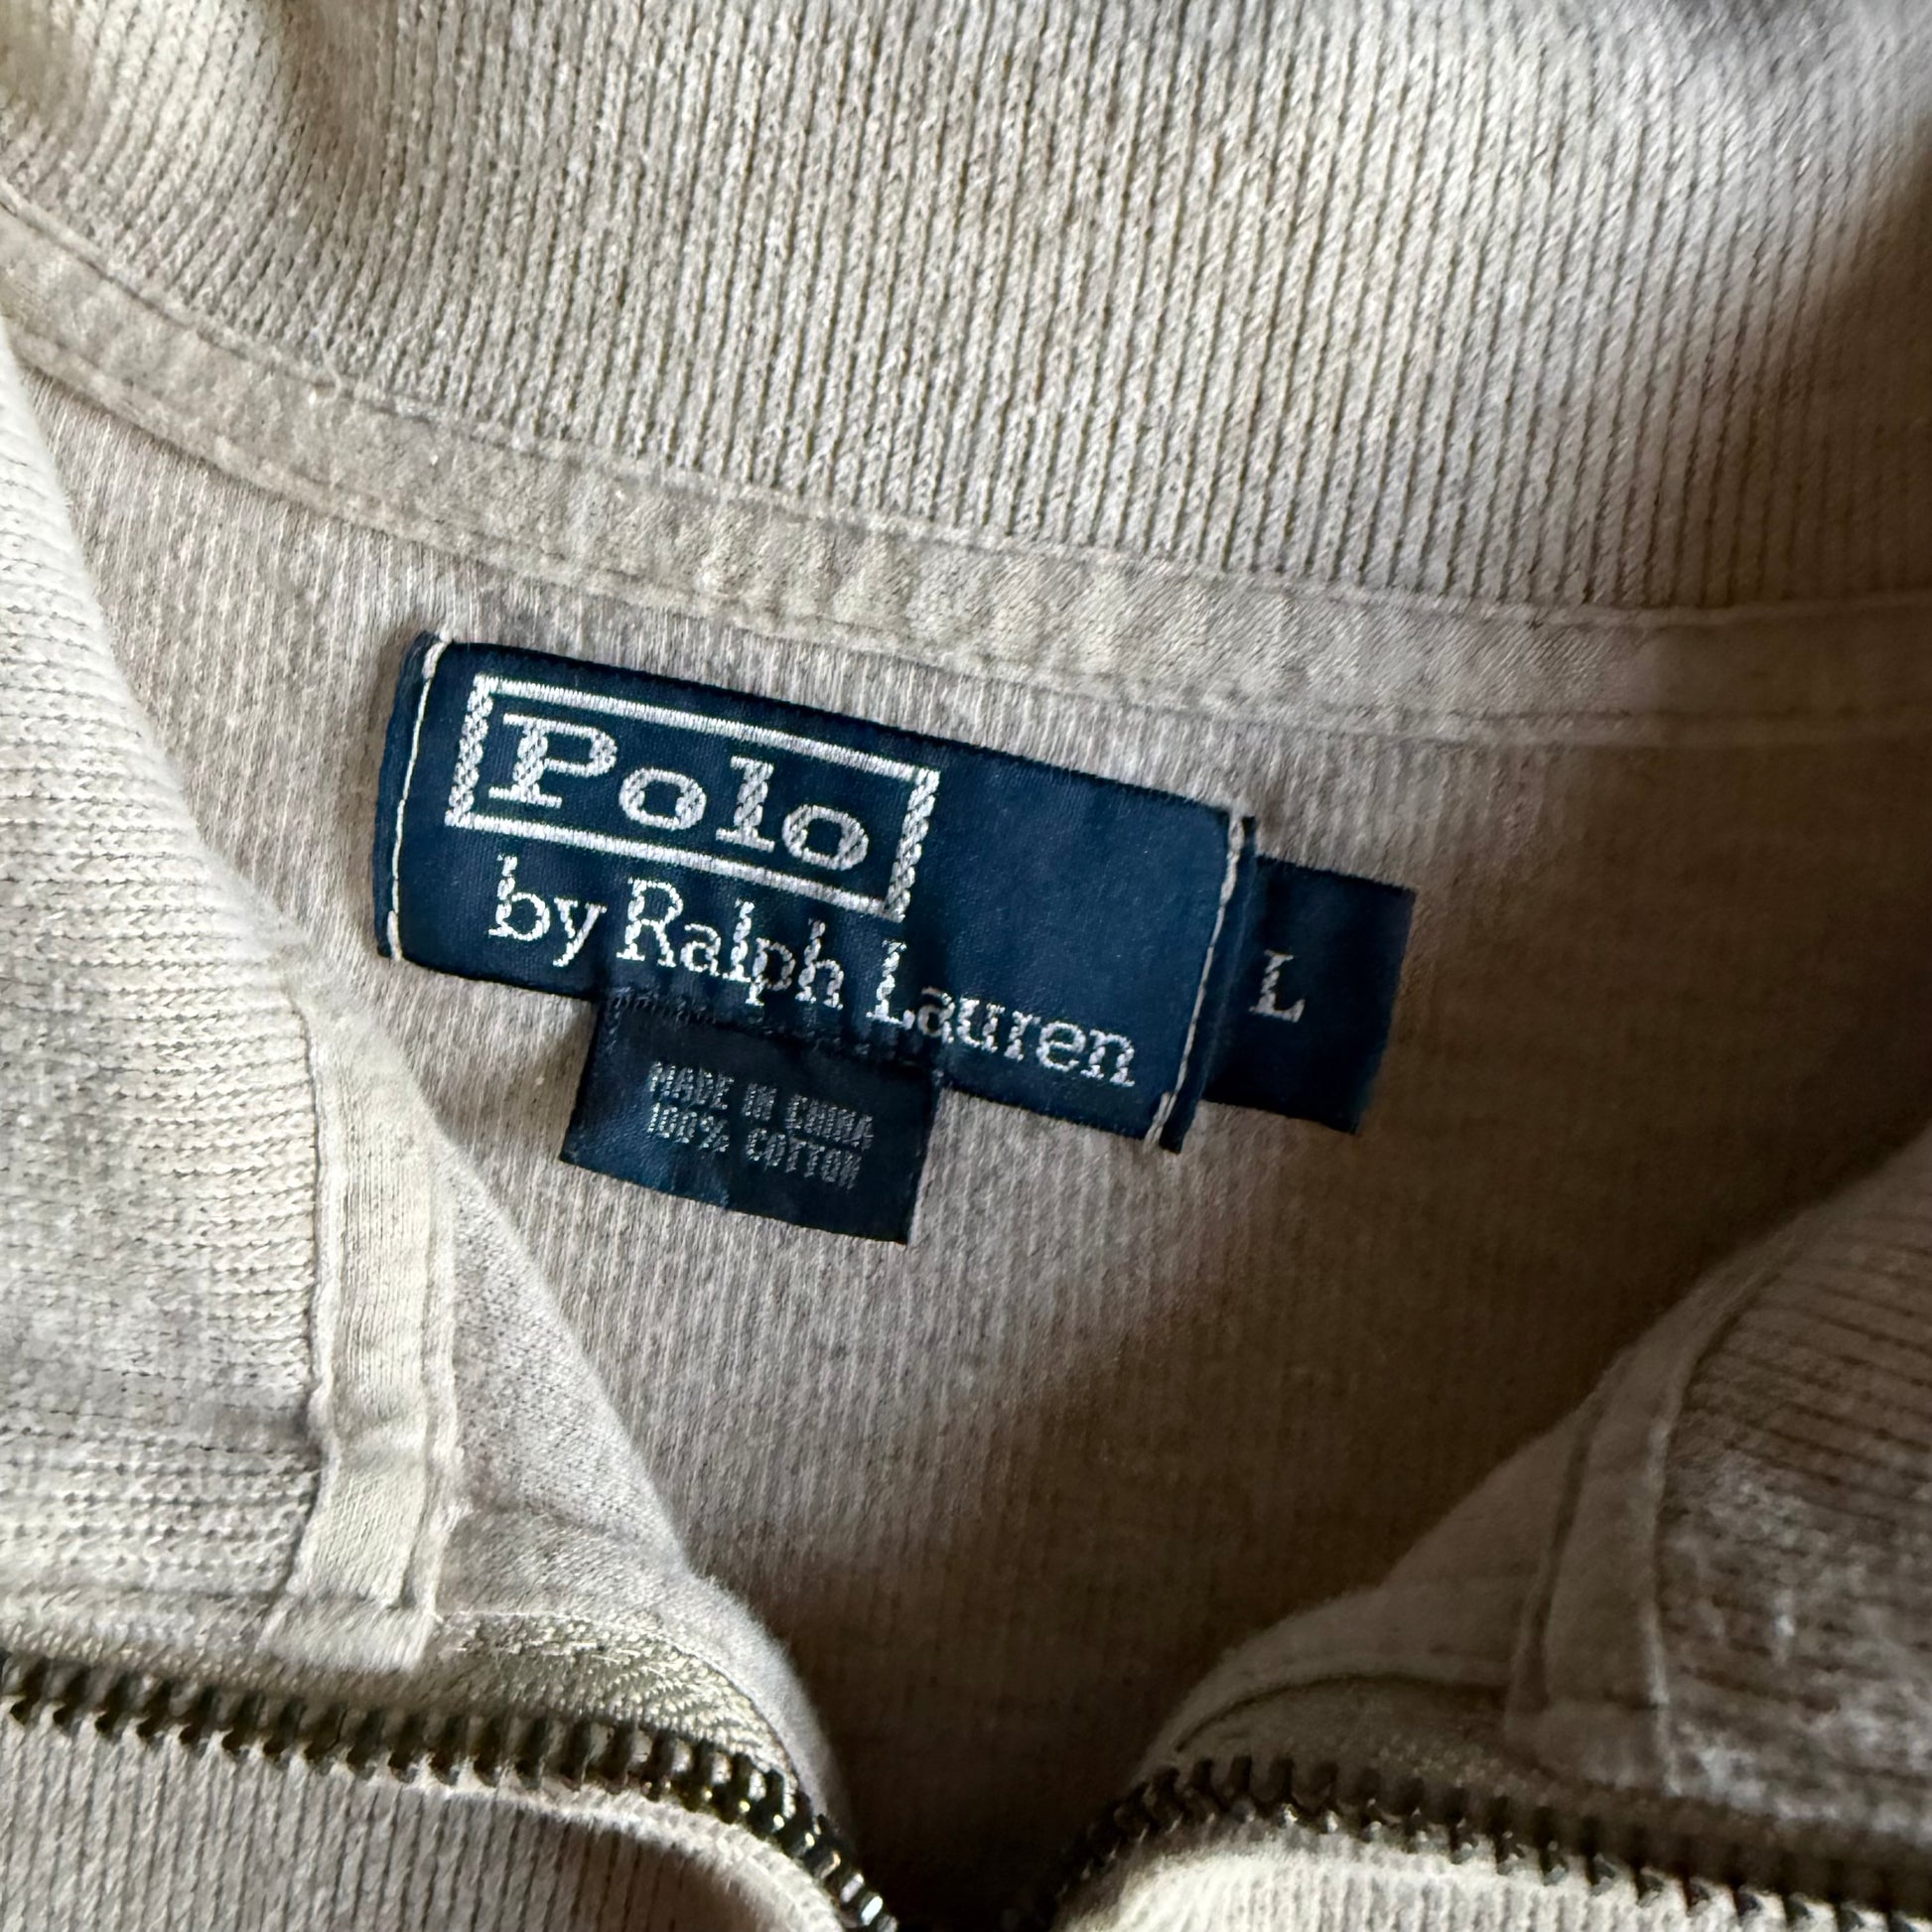 Polo
by Ralph Lauren
L
MADE IN CHINA
100% COTTON